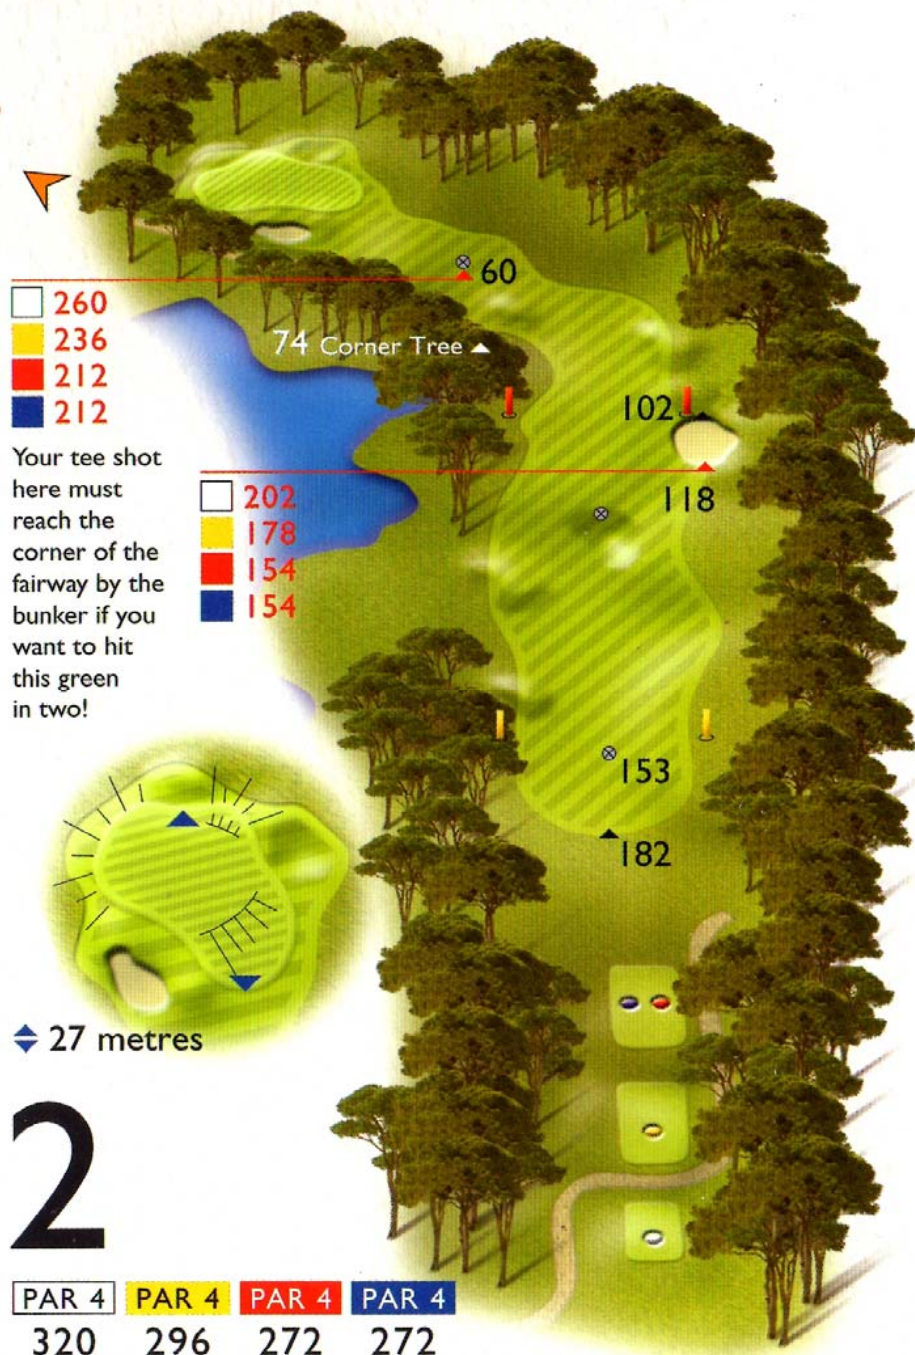 60
260
236
212
212
74 Corner Tree
102
118
202
178
154
154
Your tee shot
here must
reach the
corner of the
fairway by the
bunker if you
want to hit
this green
in two!
153
182
27 metres
2
PAR 4 PAR 4 PAR 4 PAR 4
320 296 272 272